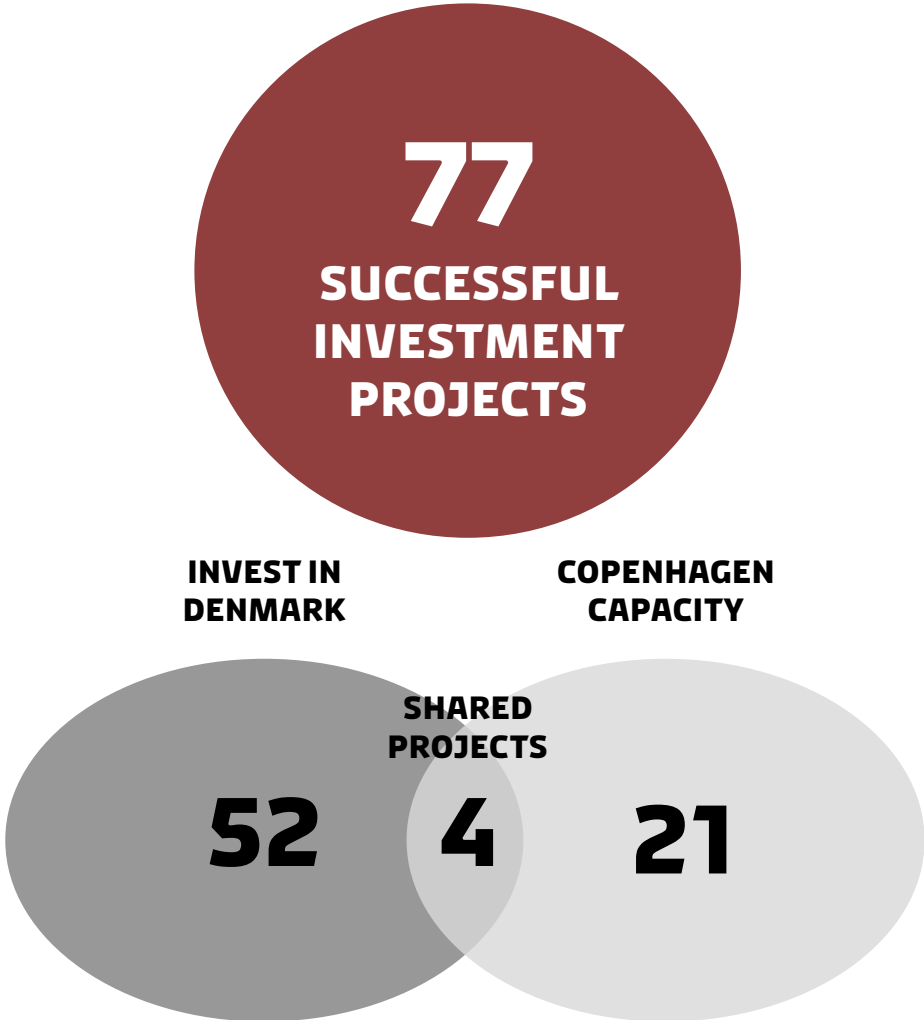 77
SUCCESSFUL
INVESTMENT
PROJECTS
INVEST IN
DENMARK
COPENHAGEN
CAPACITY
SHARED
PROJECTS
52
4
21